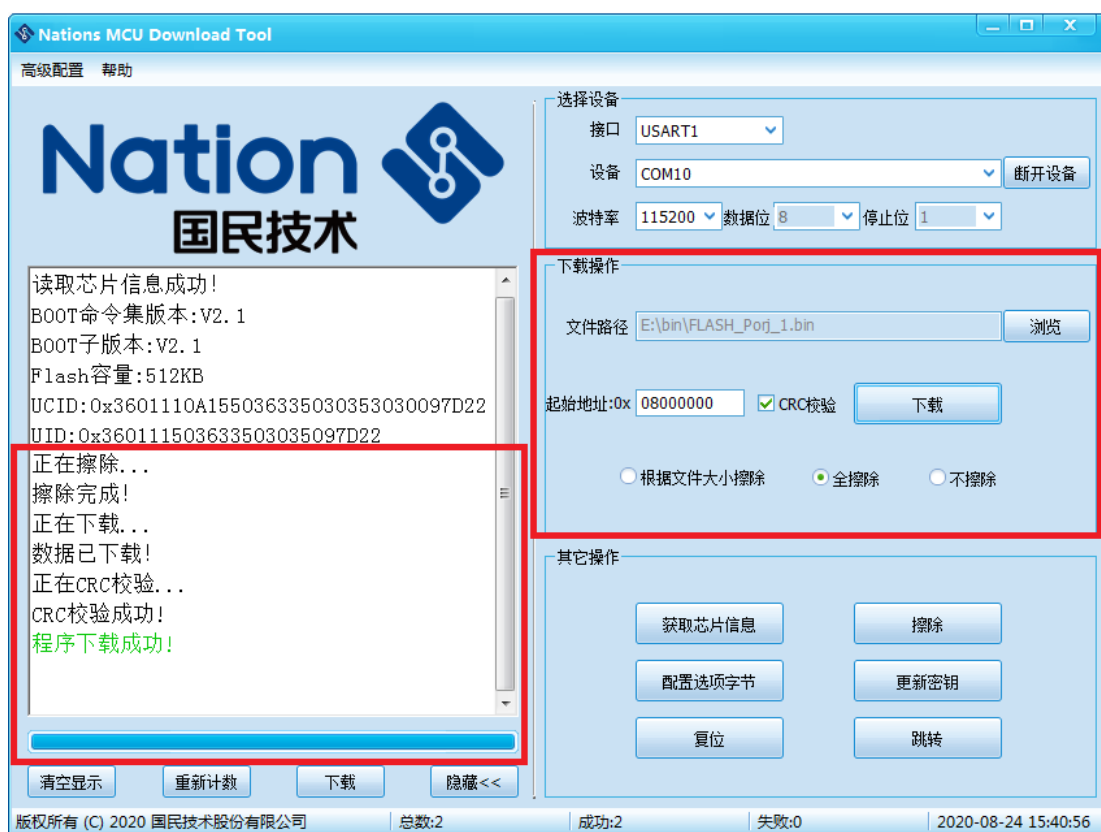 Nations MCU Download Tool
高级配置 帮助
Nation
国民技术
读取芯片信息成功!
BOOT命令集版本:V2.1
BOOT子版本:V2.1
Flash容量:512KB
UCID:0x3601110A155036335030353030097D22
UID:0x360111503633503035097D22
正在擦除...
擦除完成!
正在下载...
数据已下载!
正在CRC校验...
CRC校验成功!
程序下载成功!
清空显示 重新计数 下载 隐藏<<
选择设备
接口 USART1
设备 COM10 断开设备
波特率 115200 数据位 8 停止位 1
下载操作
文件路径 E:\bin\FLASH_Porj_1.bin 浏览
起始地址:0x 08000000 CRC校验 下载
根据文件大小擦除 全擦除 不擦除
其它操作
获取芯片信息 擦除
配置选项字节 更新密钥
复位 跳转
版权所有 (C) 2020 国民技术股份有限公司 总数:2 成功:2 失败:0 2020-08-24 15:40:56